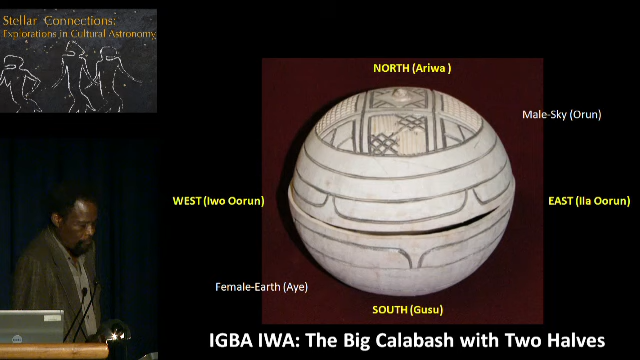 Stellar Connections:
Explorations in Cultural Astronomy
NORTH (Ariwa )
Male-Sky (Orun)
WEST (Iwo Oorun)
EAST (Ila Oorun)
Female-Earth (Aye)
SOUTH (Gusu)
IGBA IWA: The Big Calabash with Two Halves